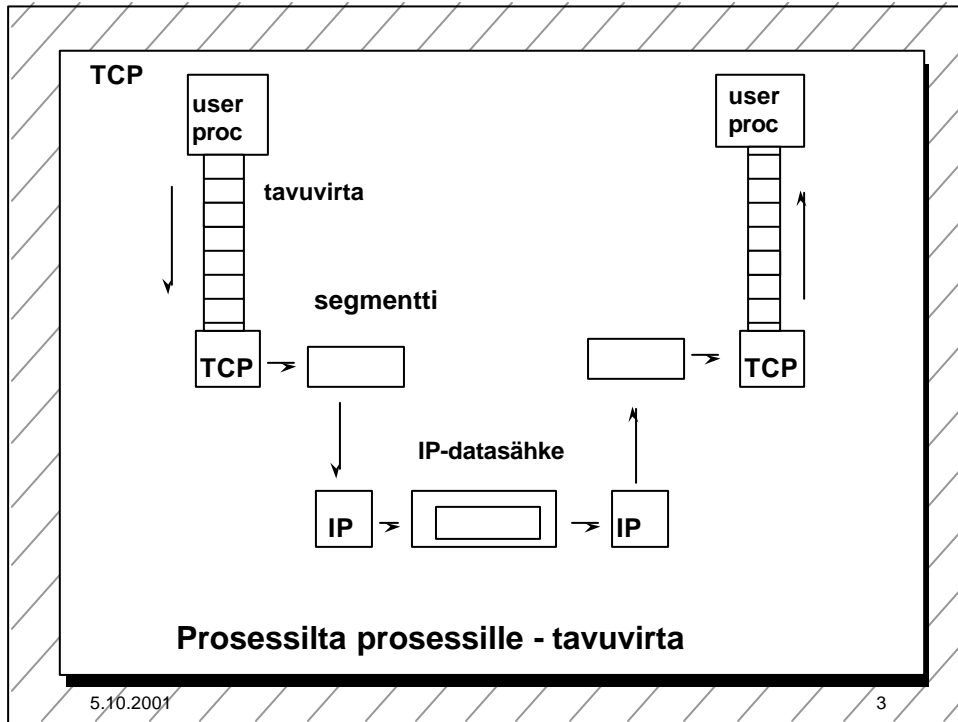 TCP
user
proc
user
proc
tavuvirta
segmentti
TCP
TCP
IP-datasähke
IP
IP
Prosessilta prosessille - tavuvirta
5.10.2001
3